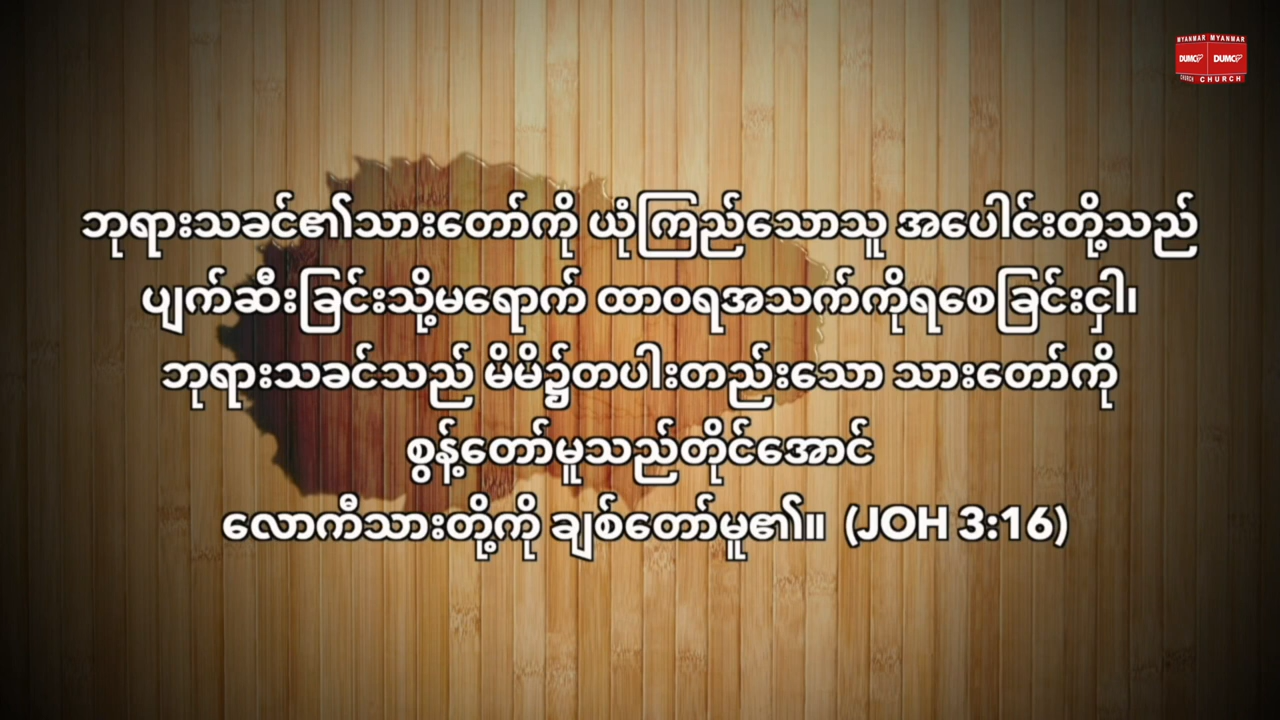 MYANMAR MYANMAR
DUMC DUMC
CHURCH CHURCH
ဘုရားသခင်၏သားတော်ကို ယုံကြည်သောသူ အပေါင်းတို့သည်
ပျက်ဆီးခြင်းသို့မရောက် ထာဝရအသက်ကိုရစေခြင်းငှါ၊
ဘုရားသခင်သည် မိမိ၌တပါးတည်းသော သားတော်ကို
စွန့်တော်မူသည်တိုင်အောင်
လောကီသားတို့ကို ချစ်တော်မူ၏။ (JOH 3:16)